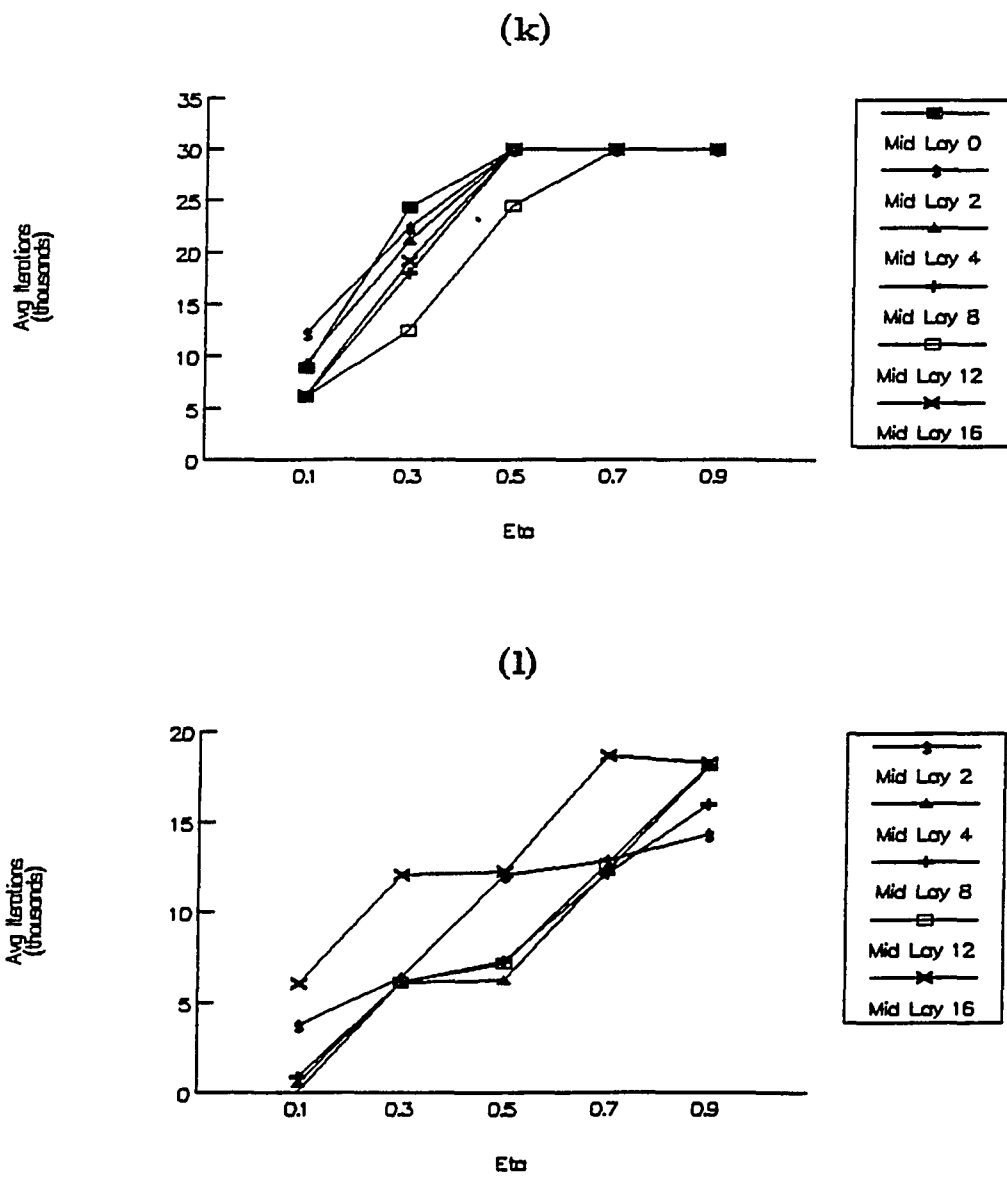 (k)
35
30
25
20
15
10
5
0
Avg Iterations
(thousands)
0.1 0.3 0.5 0.7 0.9
Eta
Mid Lay 0
Mid Lay 2
Mid Lay 4
Mid Lay 8
Mid Lay 12
Mid Lay 16
(l)
20
15
10
5
0
Avg Iterations
(thousands)
0.1 0.3 0.5 0.7 0.9
Eta
Mid Lay 2
Mid Lay 4
Mid Lay 8
Mid Lay 12
Mid Lay 16